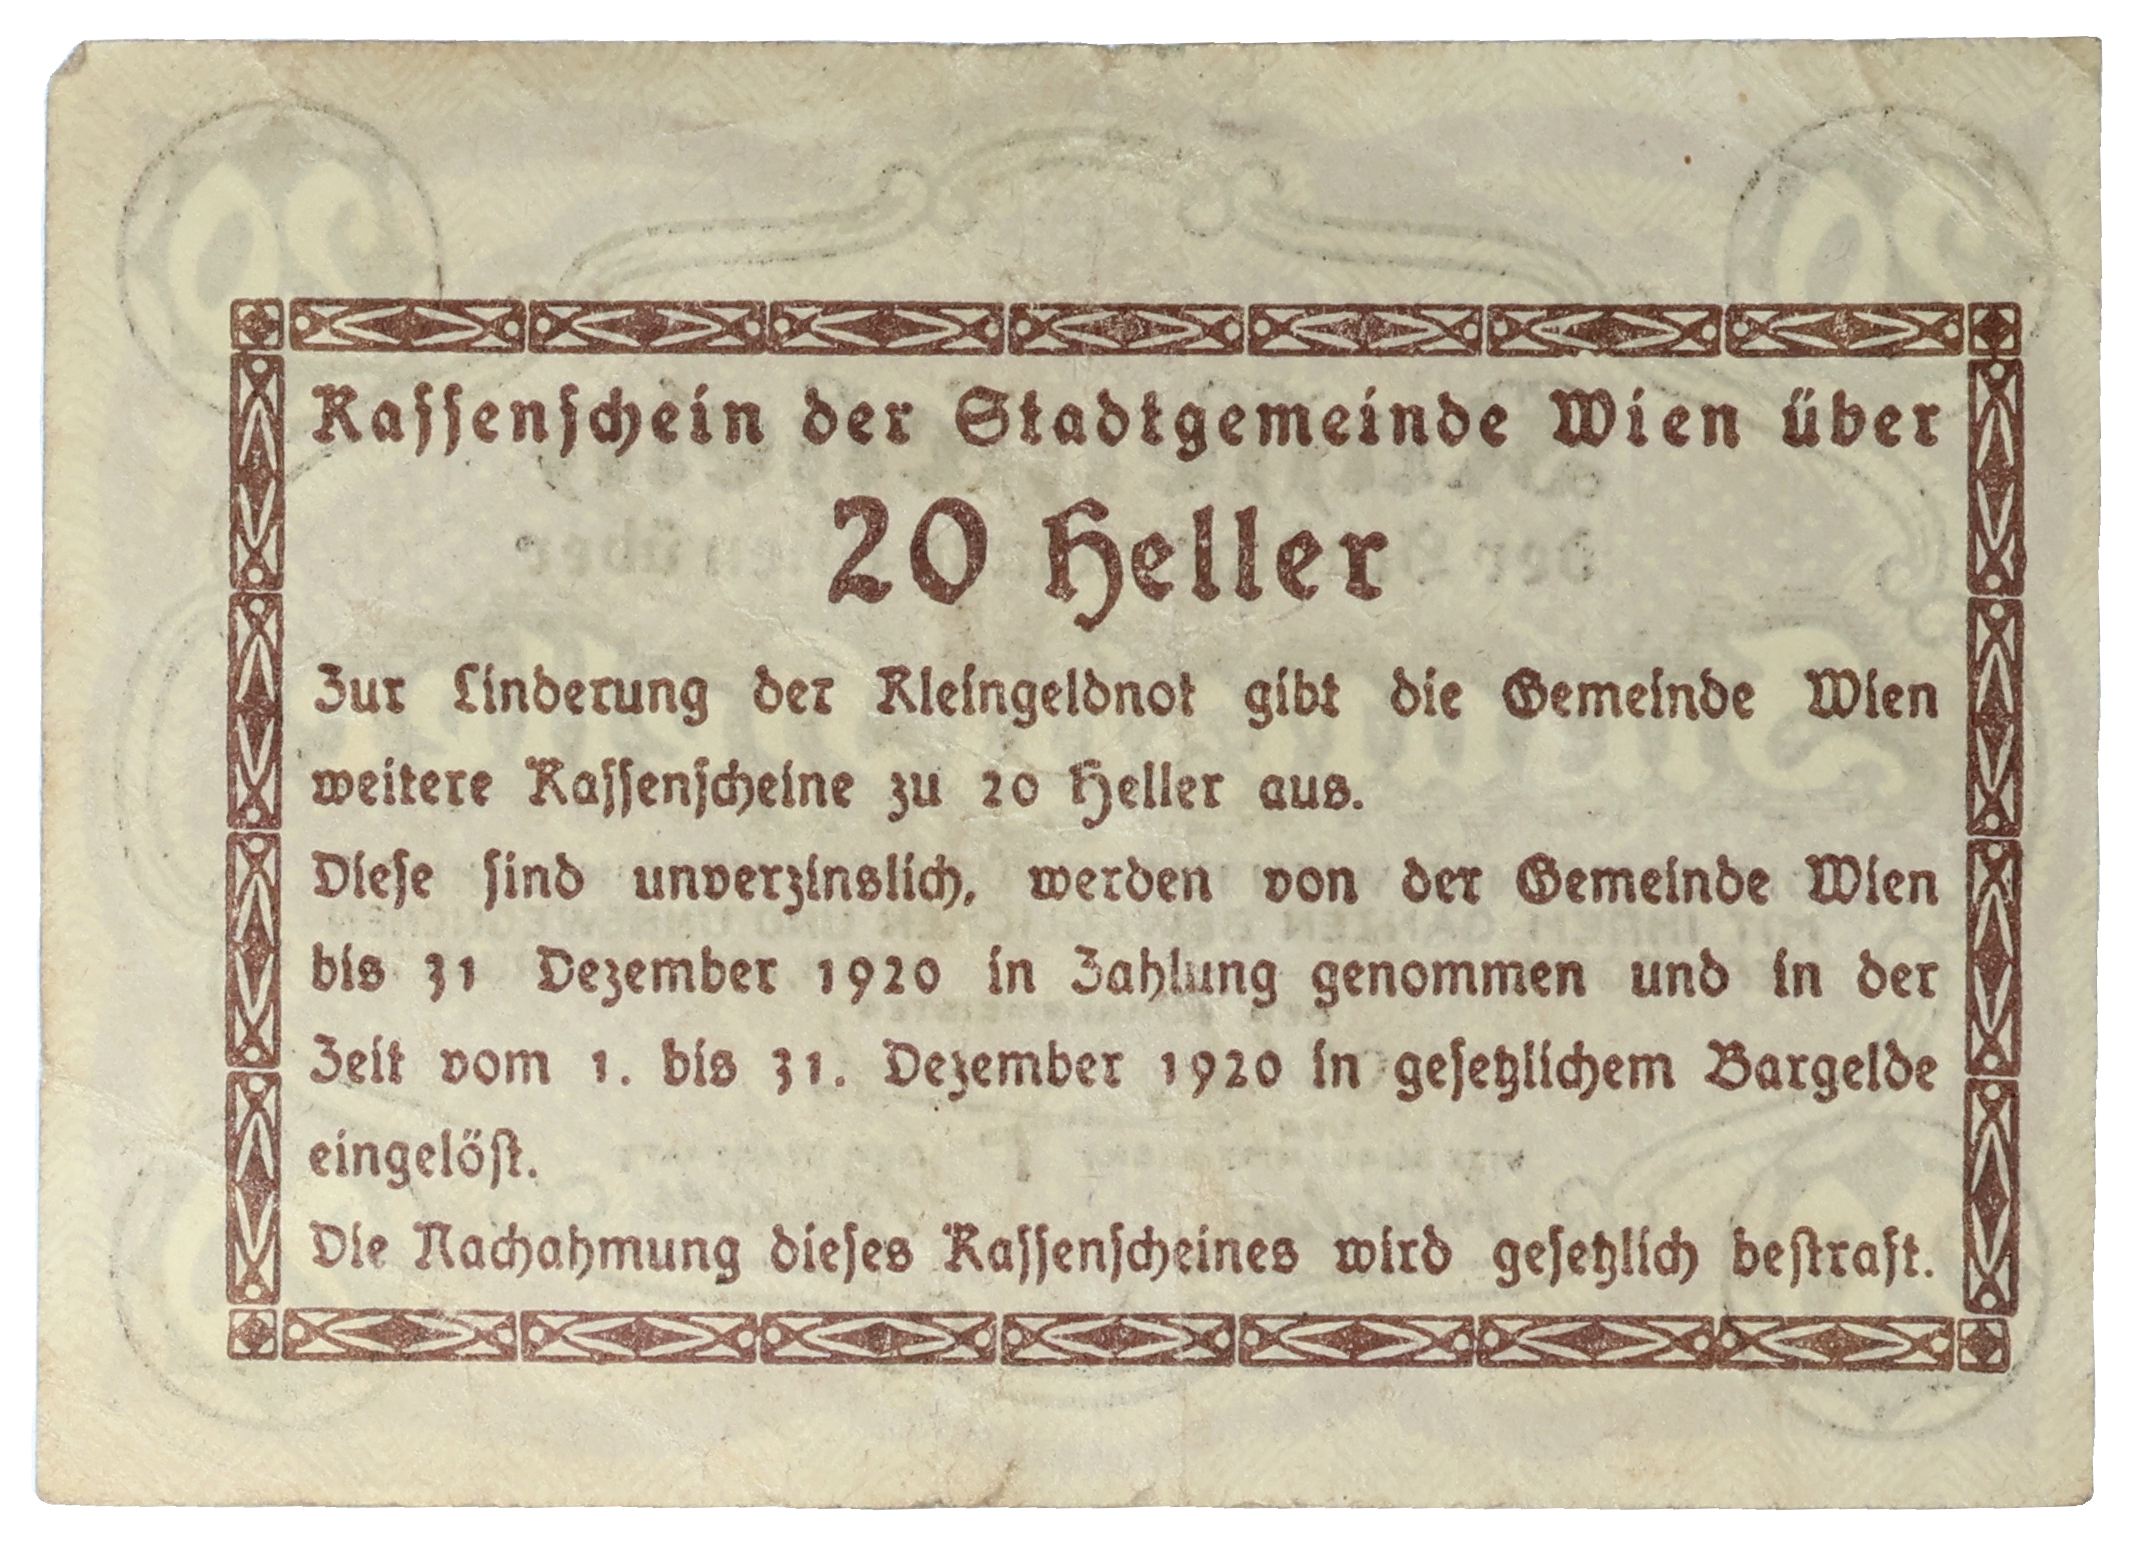 Kassenschein der Stadtgemeinde Wien über
20 Heller
Zur Linderung der Kleingeldnot gibt die Gemeinde Wien
weitere Kassenscheine zu 20 Heller aus.
Diese sind unverzinslich, werden von der Gemeinde Wien
bis 31 Dezember 1920 in Zahlung genommen und in der
Zeit vom 1. bis 31. Dezember 1920 in gesetzlichem Bargelde
eingelöst.
Die Nachahmung dieses Kassenscheines wird gesetzlich bestraft.